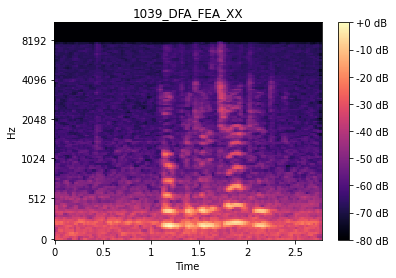 1039_DFA_FEA_XX
Hz
8192
4096
2048
1024
512
0
0 0.5 1 1.5 2 2.5
Time
+0 dB
-10 dB
-20 dB
-30 dB
-40 dB
-50 dB
-60 dB
-70 dB
-80 dB